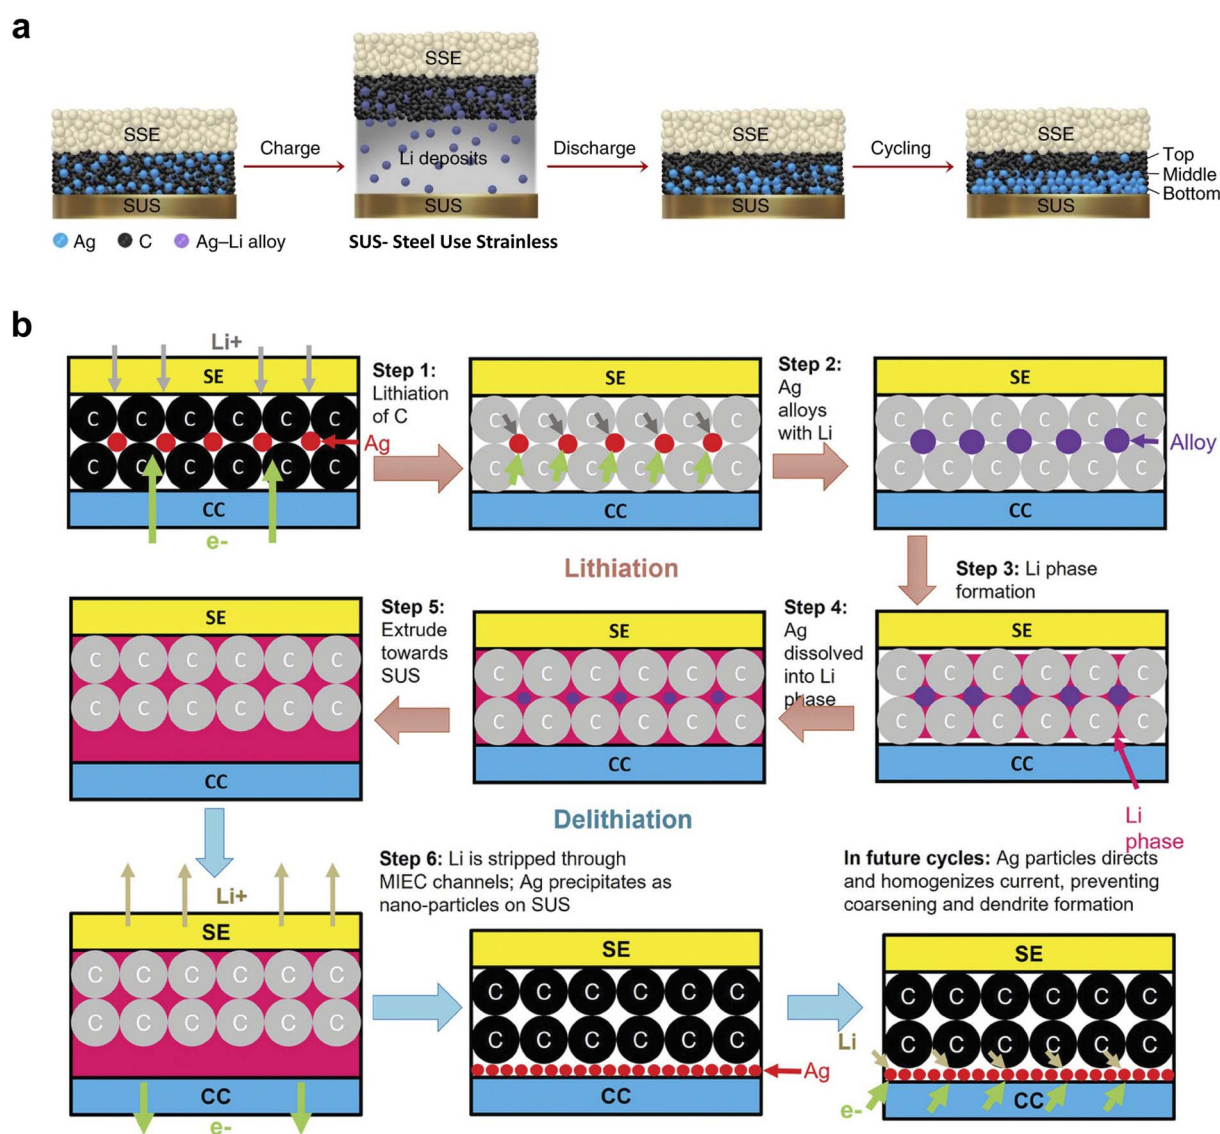 a
SSE
SUS
Charge
SSE
Li deposits
SUS
Discharge
SSE
SUS
Cycling
SSE
SUS
Top
Middle
Bottom
Ag
C
Ag–Li alloy
SUS- Steel Use Strainless
b
Li+
SE
C C C C C C
Ag
C C C C C C
CC
e-
Step 1:
Lithiation
of C
SE
C C C C C C
C C C C C C
CC
Step 2:
Ag
alloys
with Li
SE
C C C C C C
Alloy
C C C C C C
CC
Lithiation
Step 3: Li phase
formation
SE
C C C C C C
C C C C C C
CC
Li
phase
Step 4:
Ag
dissolved
into Li
phase
SE
C C C C C C
C C C C C C
CC
Step 5:
Extrude
towards
SUS
SE
C C C C C C
C C C C C C
CC
Delithiation
Li+
SE
C C C C C C
C C C C C C
CC
e-
Step 6: Li is stripped through
MIEC channels; Ag precipitates as
nano-particles on SUS
SE
C C C C C C
C C C C C C
Ag
CC
In future cycles: Ag particles directs
and homogenizes current, preventing
coarsening and dendrite formation
SE
C C C C C C
Li
C C C C C C
e-
CC